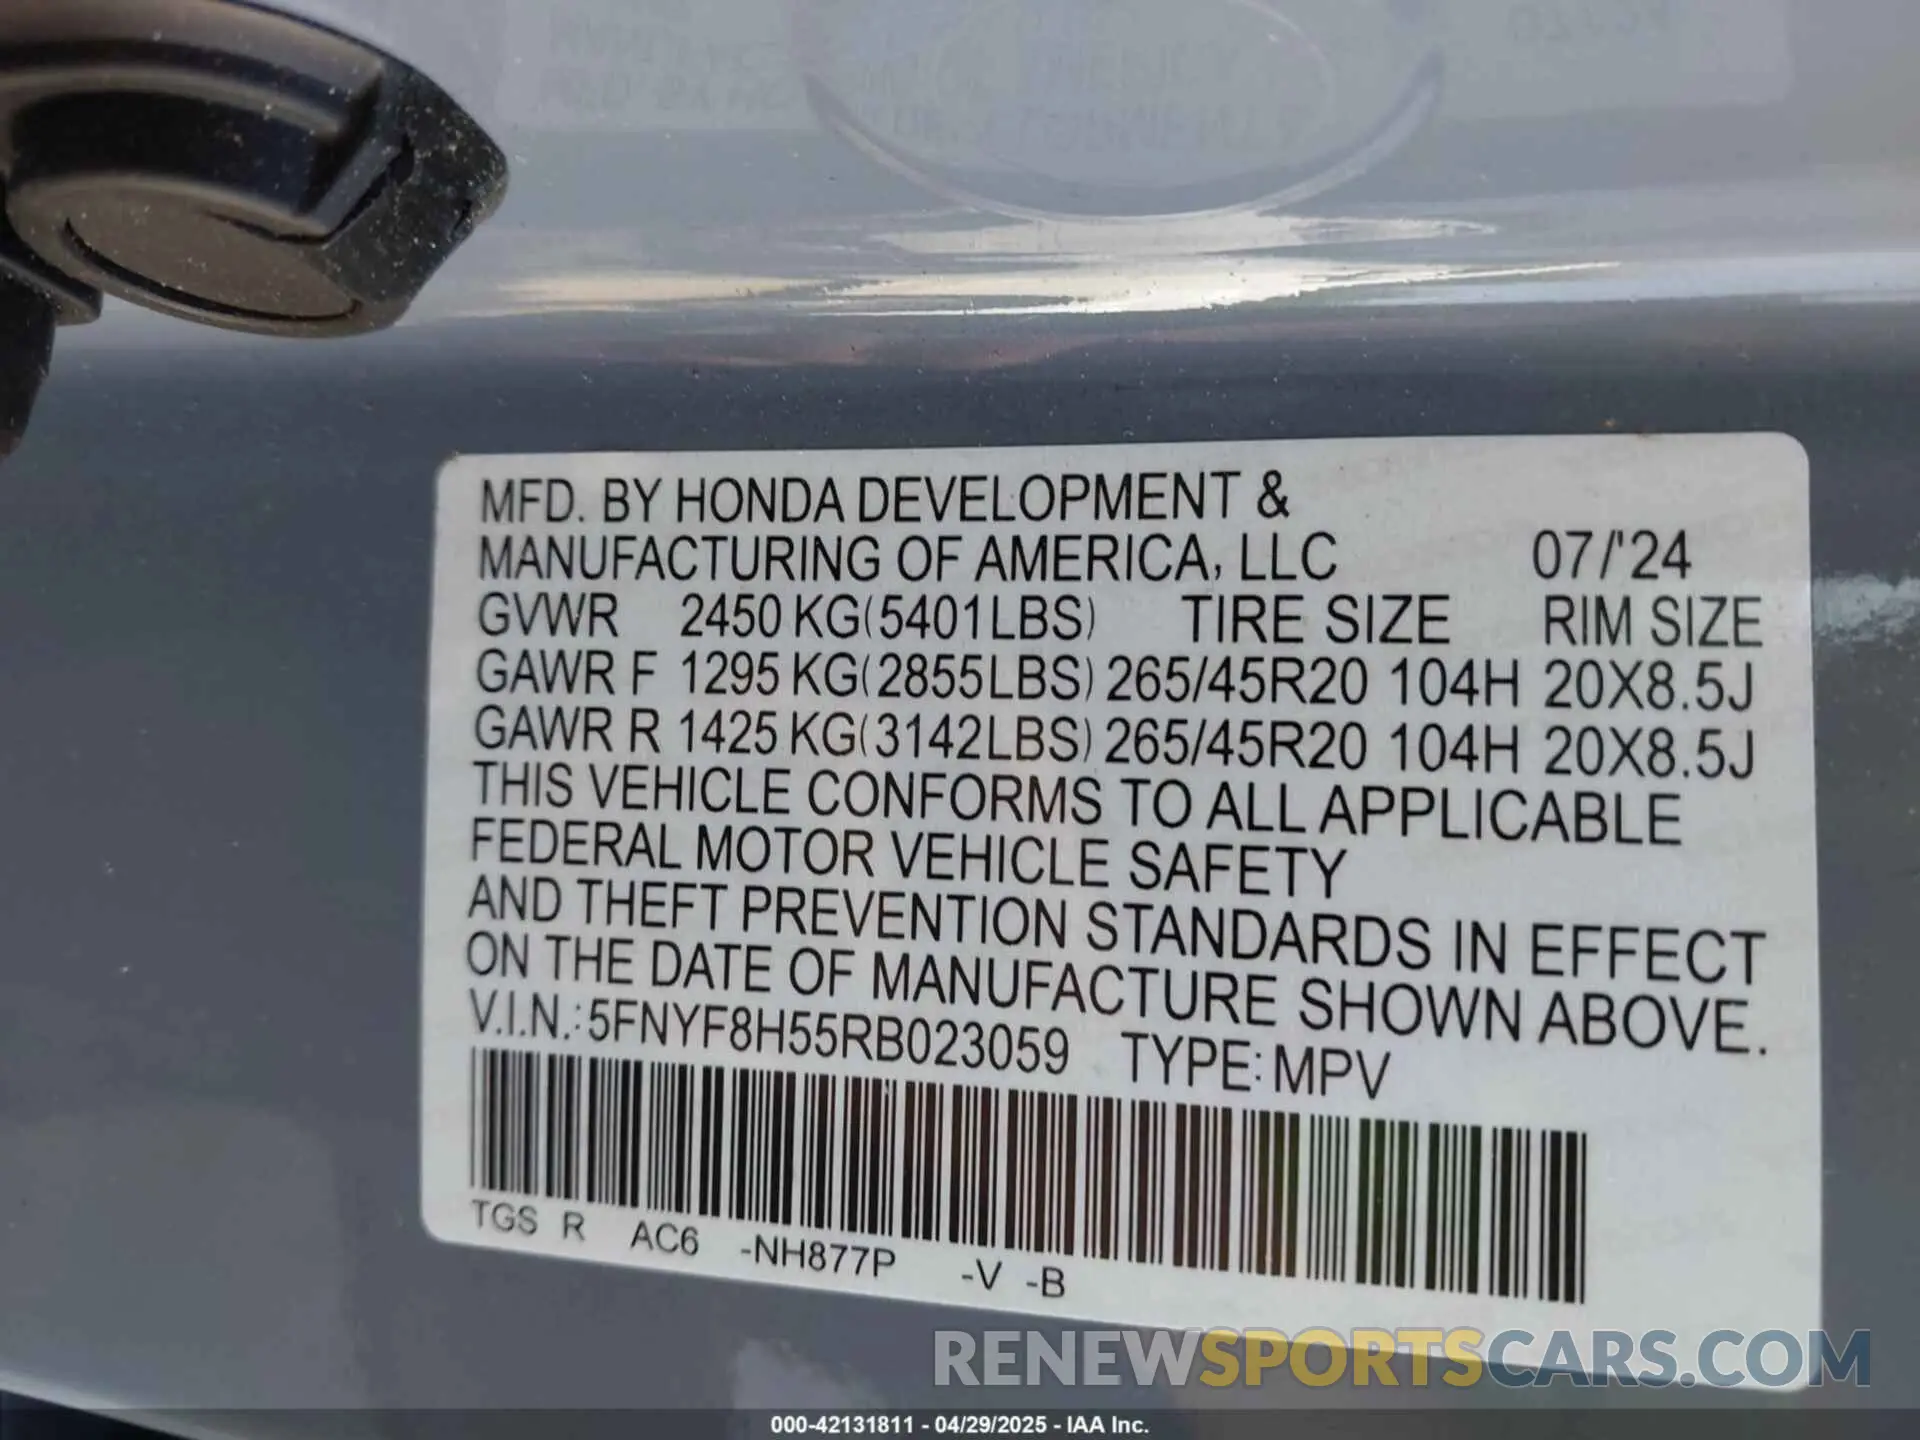 MFD. BY HONDA DEVELOPMENT &
MANUFACTURING OF AMERICA, LLC 07/'24
GVWR 2450 KG(5401LBS) TIRE SIZE RIM SIZE
GAWR F 1295 KG(2855LBS) 265/45R20 104H 20X8.5J
GAWR R 1425 KG(3142LBS) 265/45R20 104H 20X8.5J
THIS VEHICLE CONFORMS TO ALL APPLICABLE
FEDERAL MOTOR VEHICLE SAFETY
AND THEFT PREVENTION STANDARDS IN EFFECT
ON THE DATE OF MANUFACTURE SHOWN ABOVE.
V.I.N.: 5FNYF8H55RB023059 TYPE: MPV
TGS R AC6 -NH877P -V -B
RENEWSPORTSCARS.COM
000-42131811 - 04/29/2025 - IAA Inc.